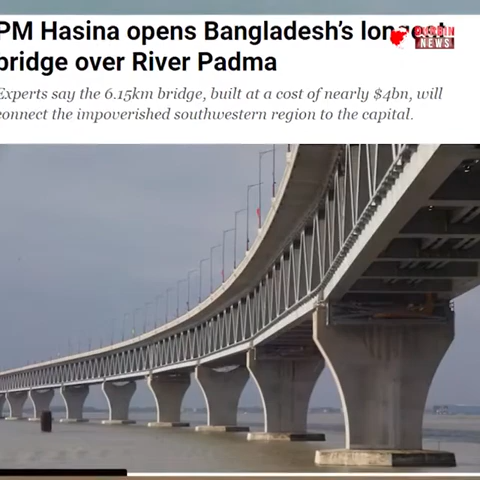 PM Hasina opens Bangladesh's longest
bridge over River Padma
Experts say the 6.15km bridge, built at a cost of nearly $4bn, will
connect the impoverished southwestern region to the capital.
NEWS